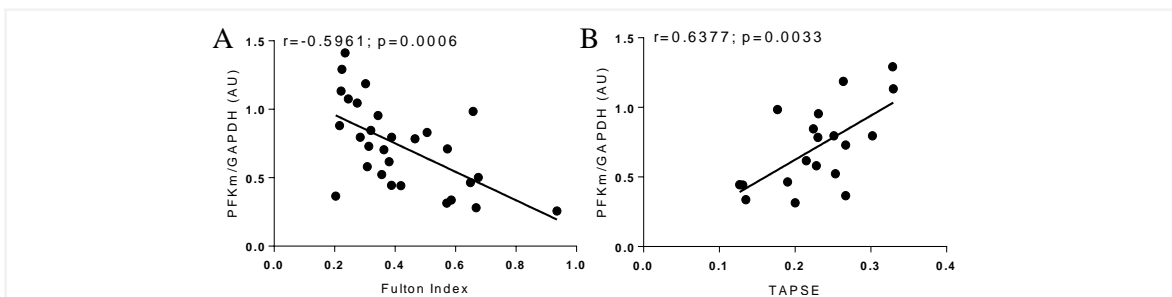 A
r=-0.5961; p=0.0006
PFKm/GAPDH (AU)
1.5
1.0
0.5
0.0
0.0 0.2 0.4 0.6 0.8 1.0
Fulton Index
B
r=0.6377; p=0.0033
PFKm/GAPDH (AU)
1.5
1.0
0.5
0.0
0.0 0.1 0.2 0.3 0.4
TAPSE